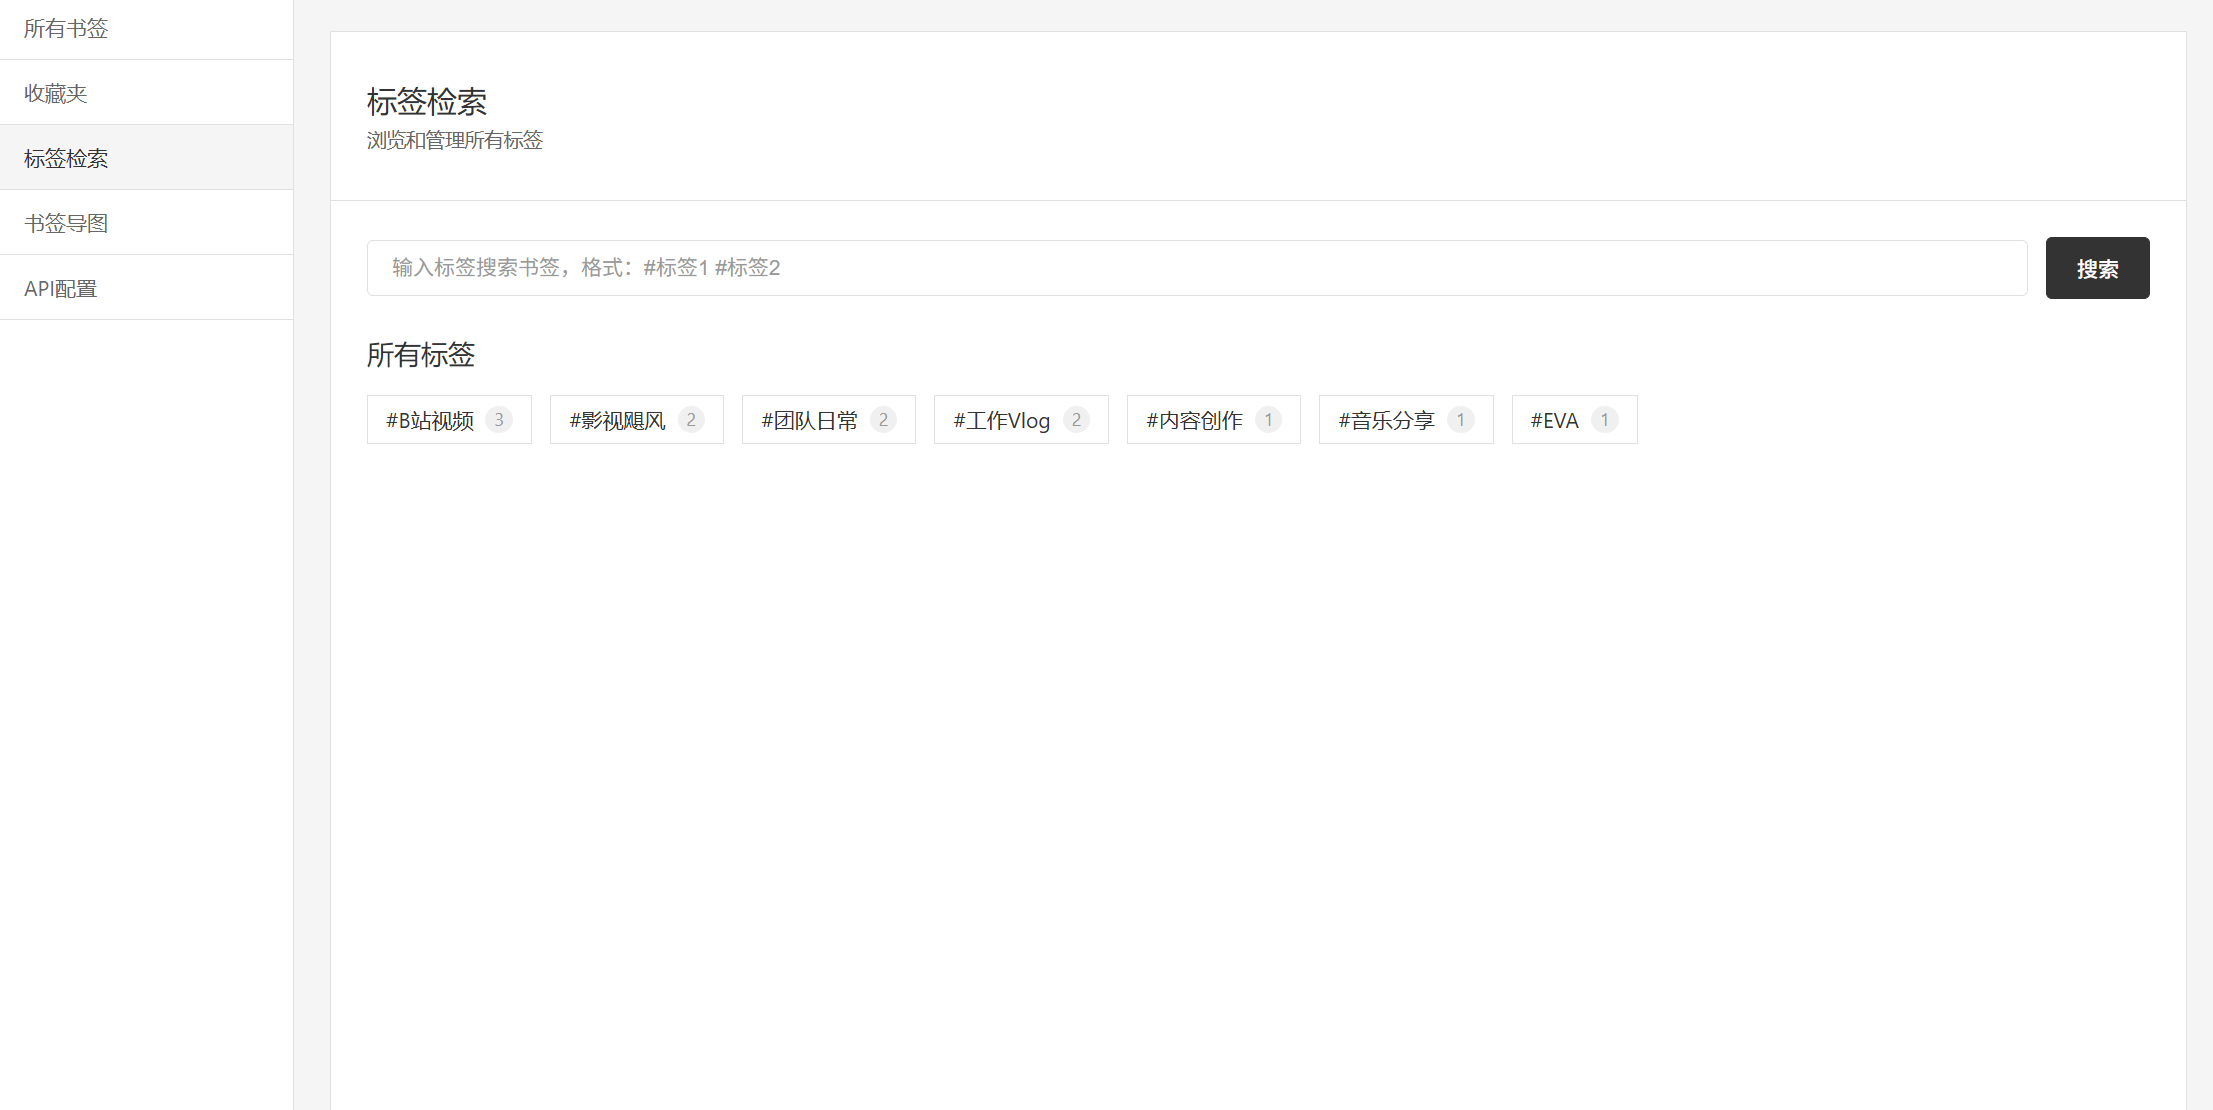 所有书签
收藏夹
标签检索
书签导图
API配置
标签检索
浏览和管理所有标签
输入标签搜索书签，格式：#标签1 #标签2
搜索
所有标签
#B站视频 3 #影视飓风 2 #团队日常 2 #工作Vlog 2 #内容创作 1 #音乐分享 1 #EVA 1